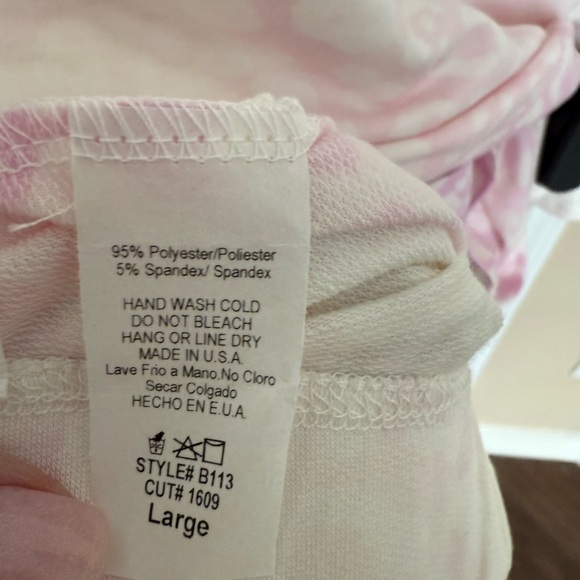 95% Polyester/Poliester
5% Spandex/ Spandex
HAND WASH COLD
DO NOT BLEACH
HANG OR LINE DRY
MADE IN U.S.A.
Lave Frio a Mano,No Cloro
Secar Colgado
HECHO EN E.U.A.
STYLE# B113
CUT# 1609
Large